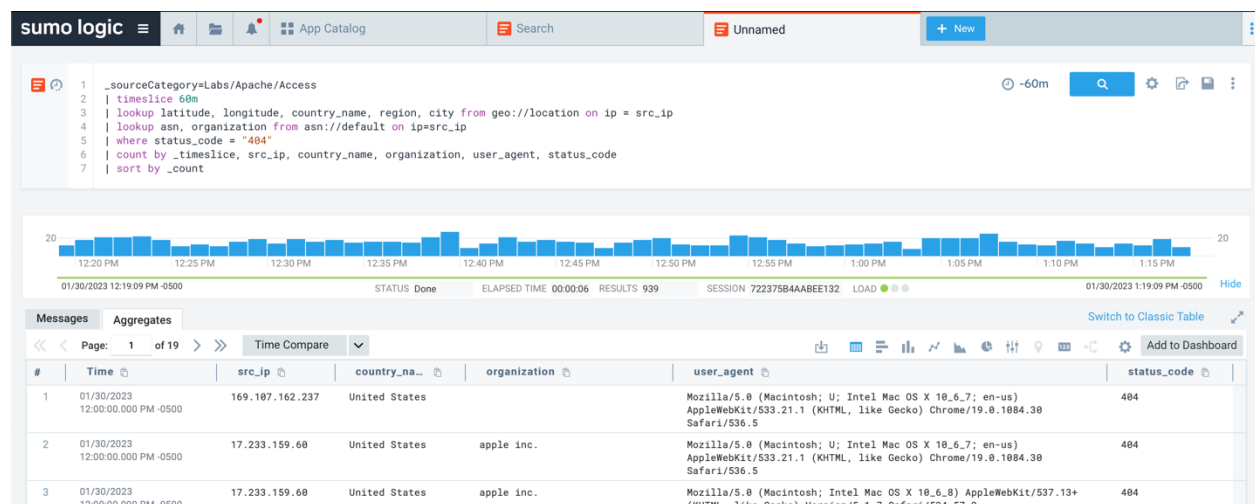 sumo logic
App Catalog
Search
Unnamed
+ New
1 _sourceCategory=Labs/Apache/Access
2 | timeslice 60m
3 | lookup latitude, longitude, country_name, region, city from geo://location on ip = src_ip
4 | lookup asn, organization from asn://default on ip=src_ip
5 | where status_code = "404"
6 | count by _timeslice, src_ip, country_name, organization, user_agent, status_code
7 | sort by _count
-60m
20 20
12:20 PM 12:25 PM 12:30 PM 12:35 PM 12:40 PM 12:45 PM 12:50 PM 12:55 PM 1:00 PM 1:05 PM 1:10 PM 1:15 PM
01/30/2023 12:19:09 PM -0500 STATUS Done ELAPSED TIME 00:00:06 RESULTS 939 SESSION 722375B4AABEE132 LOAD 01/30/2023 1:19:09 PM -0500 Hide
Messages Aggregates Switch to Classic Table
Page: 1 of 19 Time Compare Add to Dashboard
# Time src_ip country_na... organization user_agent status_code
1 01/30/2023 169.107.162.237 United States Mozilla/5.0 (Macintosh; U; Intel Mac OS X 10_6_7; en-us) 404
12:00:00.000 PM -0500 AppleWebKit/533.21.1 (KHTML, like Gecko) Chrome/19.0.1084.30
Safari/536.5
2 01/30/2023 17.233.159.60 United States apple inc. Mozilla/5.0 (Macintosh; U; Intel Mac OS X 10_6_7; en-us) 404
12:00:00.000 PM -0500 AppleWebKit/533.21.1 (KHTML, like Gecko) Chrome/19.0.1084.30
Safari/536.5
3 01/30/2023 17.233.159.60 United States apple inc. Mozilla/5.0 (Macintosh; Intel Mac OS X 10_6_8) AppleWebKit/537.13+ 404